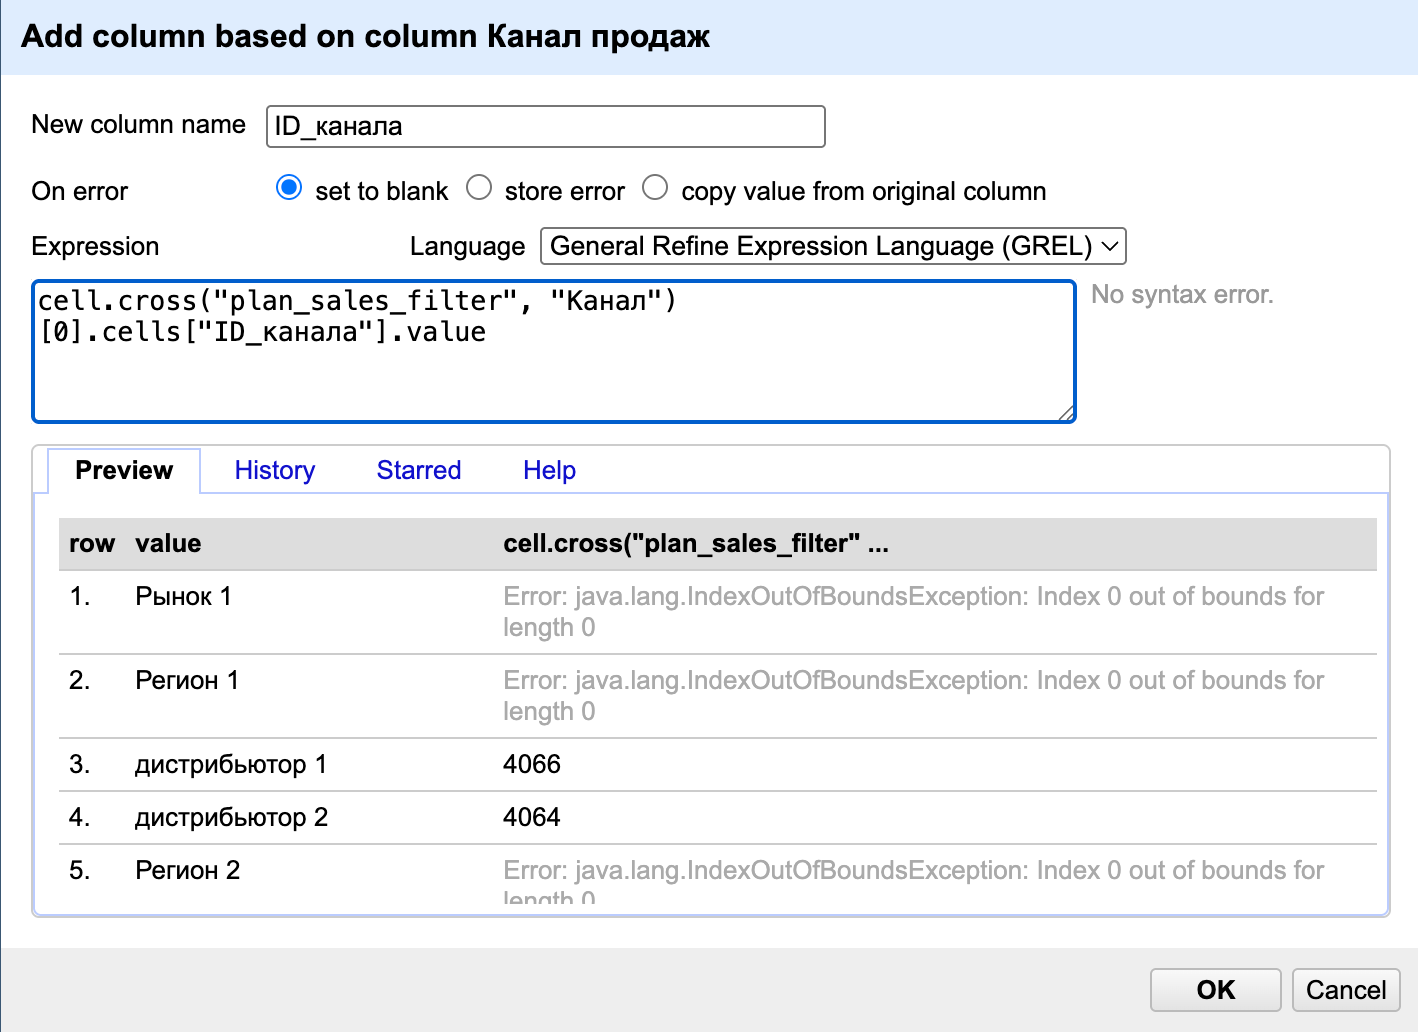 Add column based on column Канал продаж
New column name ID_канала
On error set to blank store error copy value from original column
Expression Language General Refine Expression Language (GREL)
cell.cross("plan_sales_filter", "Канал")
[0].cells["ID_канала"].value
No syntax error.
Preview History Starred Help
row value cell.cross("plan_sales_filter" ...
1. Рынок 1 Error: java.lang.IndexOutOfBoundsException: Index 0 out of bounds for
length 0
2. Регион 1 Error: java.lang.IndexOutOfBoundsException: Index 0 out of bounds for
length 0
3. дистрибьютор 1 4066
4. дистрибьютор 2 4064
5. Регион 2 Error: java.lang.IndexOutOfBoundsException: Index 0 out of bounds for
length 0
OK Cancel